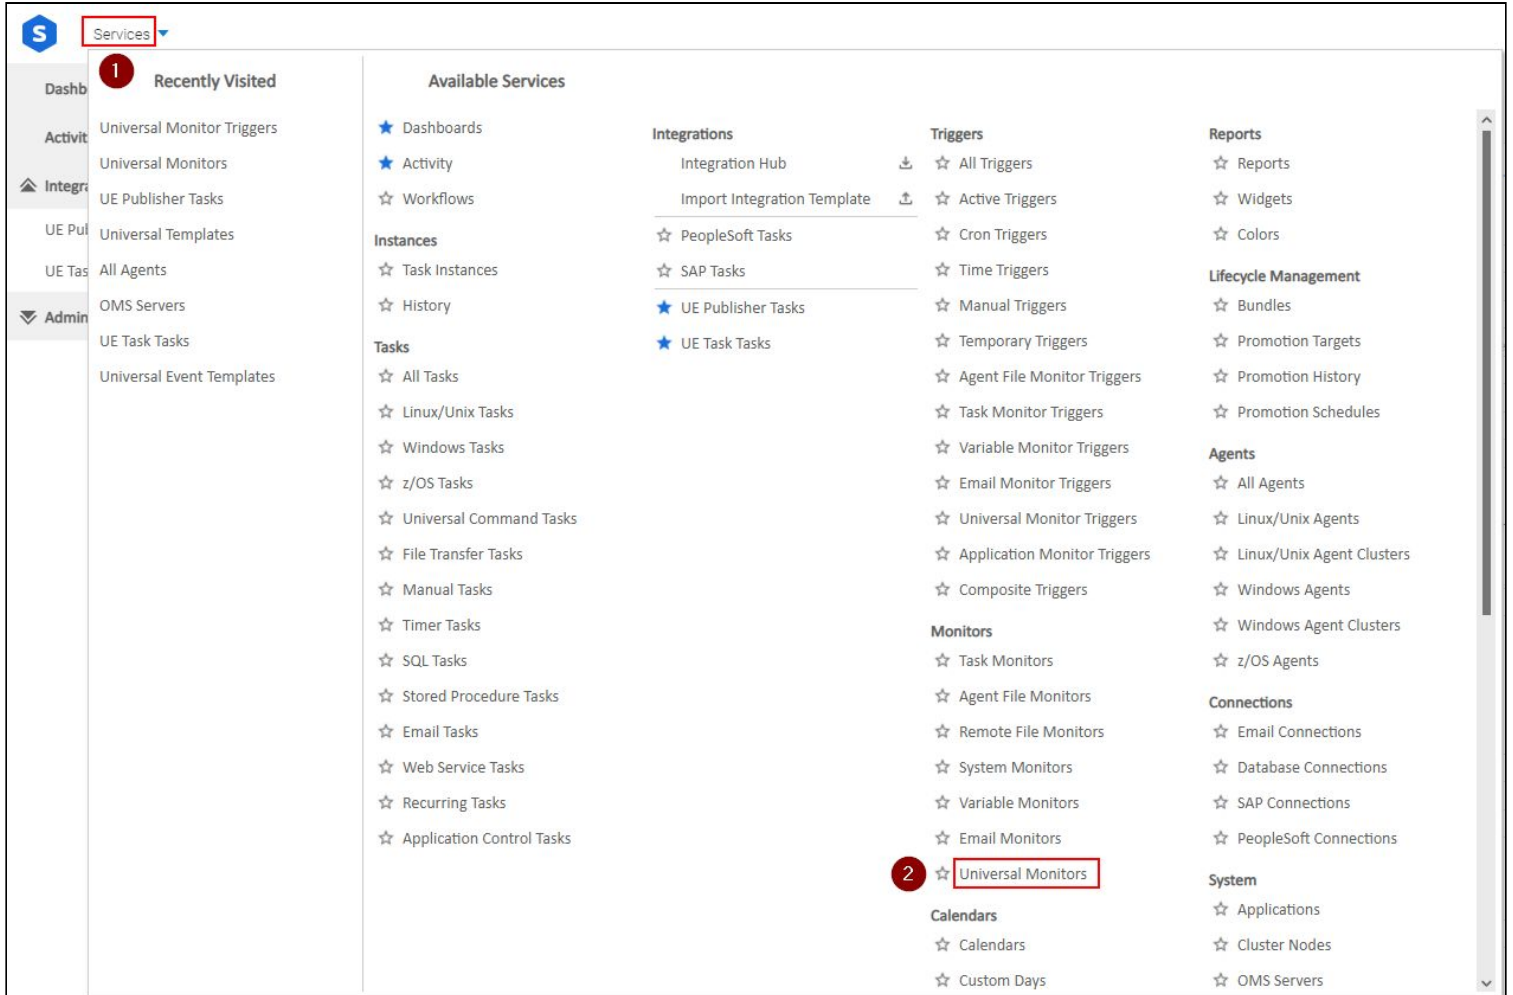 S
Services
1
Recently Visited
Available Services
Dashb
Activit
Integra
UE Pul
UE Tas
Admin
Universal Monitor Triggers
Universal Monitors
UE Publisher Tasks
Universal Templates
All Agents
OMS Servers
UE Task Tasks
Universal Event Templates
Dashboards
Activity
Workflows
Instances
Task Instances
History
Tasks
All Tasks
Linux/Unix Tasks
Windows Tasks
z/OS Tasks
Universal Command Tasks
File Transfer Tasks
Manual Tasks
Timer Tasks
SQL Tasks
Stored Procedure Tasks
Email Tasks
Web Service Tasks
Recurring Tasks
Application Control Tasks
Integrations
Integration Hub
Import Integration Template
PeopleSoft Tasks
SAP Tasks
UE Publisher Tasks
UE Task Tasks
Triggers
All Triggers
Active Triggers
Cron Triggers
Time Triggers
Manual Triggers
Temporary Triggers
Agent File Monitor Triggers
Task Monitor Triggers
Variable Monitor Triggers
Email Monitor Triggers
Universal Monitor Triggers
Application Monitor Triggers
Composite Triggers
Monitors
Task Monitors
Agent File Monitors
Remote File Monitors
System Monitors
Variable Monitors
Email Monitors
2 Universal Monitors
Calendars
Calendars
Custom Days
Reports
Reports
Widgets
Colors
Lifecycle Management
Bundles
Promotion Targets
Promotion History
Promotion Schedules
Agents
All Agents
Linux/Unix Agents
Linux/Unix Agent Clusters
Windows Agents
Windows Agent Clusters
z/OS Agents
Connections
Email Connections
Database Connections
SAP Connections
PeopleSoft Connections
System
Applications
Cluster Nodes
OMS Servers